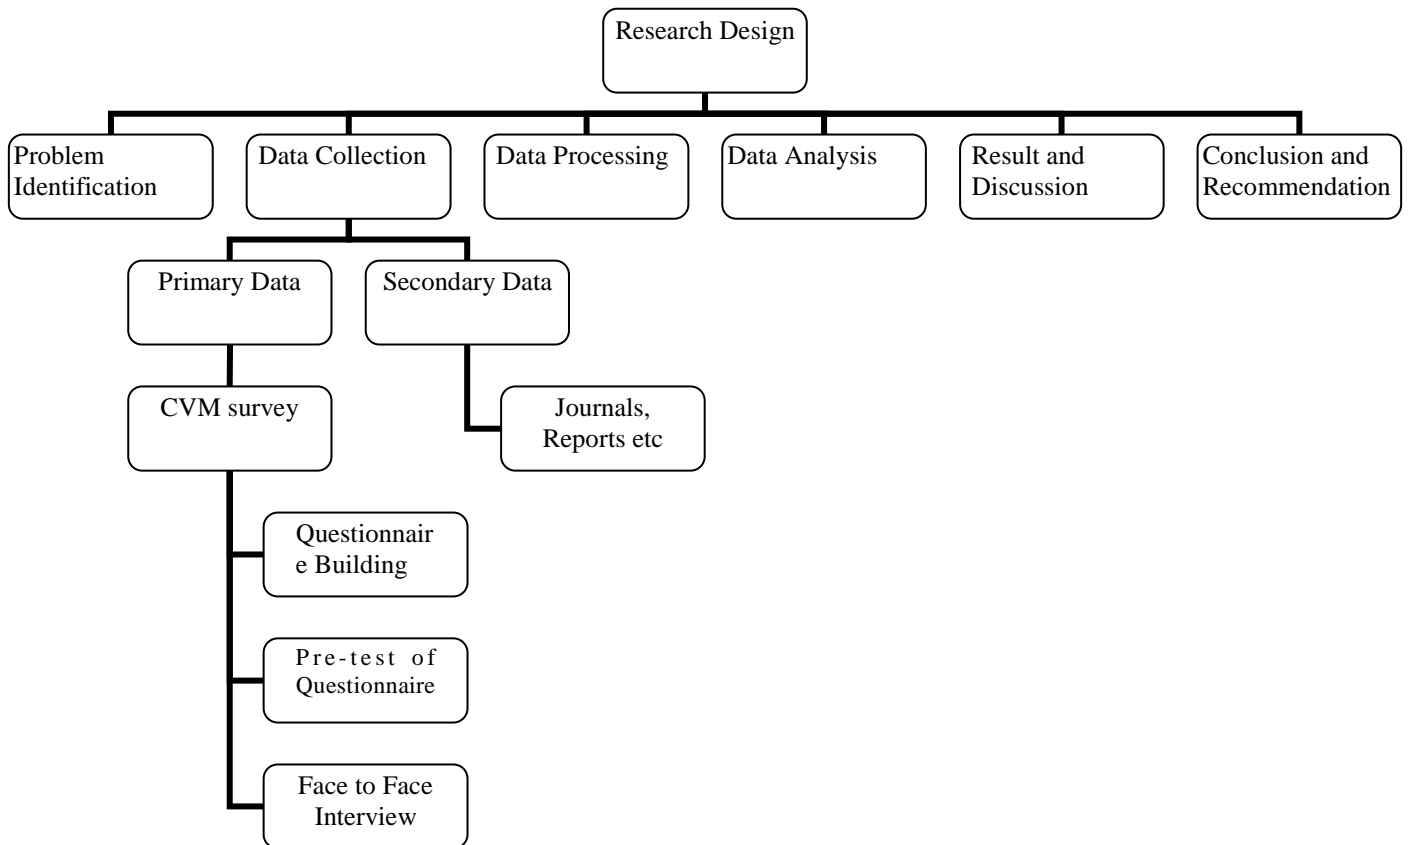 Research Design
Problem
Identification
Data Collection
Data Processing
Data Analysis
Result and
Discussion
Conclusion and
Recommendation
Primary Data
Secondary Data
CVM survey
Journals,
Reports etc
Questionnair
e Building
Pre-test of
Questionnaire
Face to Face
Interview